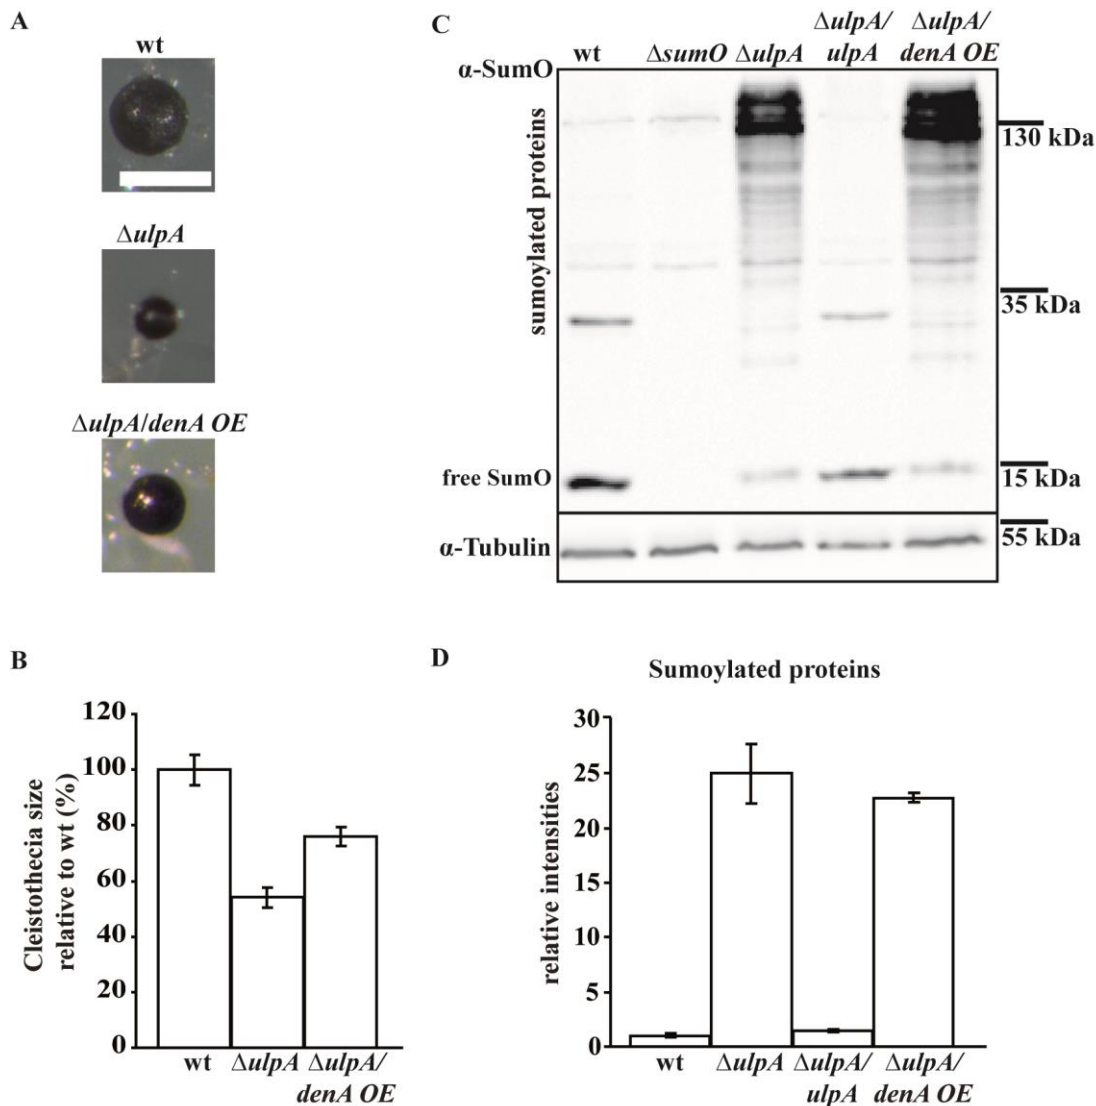 A
wt
ΔulpA
ΔulpA/denA OE
C
wt
ΔsumO
ΔulpA
ΔulpA/
ulpA
ΔulpA/
denA OE
α-SumO
sumoylated proteins
130 kDa
35 kDa
free SumO
15 kDa
55 kDa
α-Tubulin
B
Cleistothecia size
relative to wt (%)
120
100
80
60
40
20
0
wt
ΔulpA
ΔulpA/
denA OE
D
Sumoylated proteins
relative intensities
30
25
20
15
10
5
0
wt
ΔulpA
ΔulpA/
ulpA
ΔulpA/
denA OE